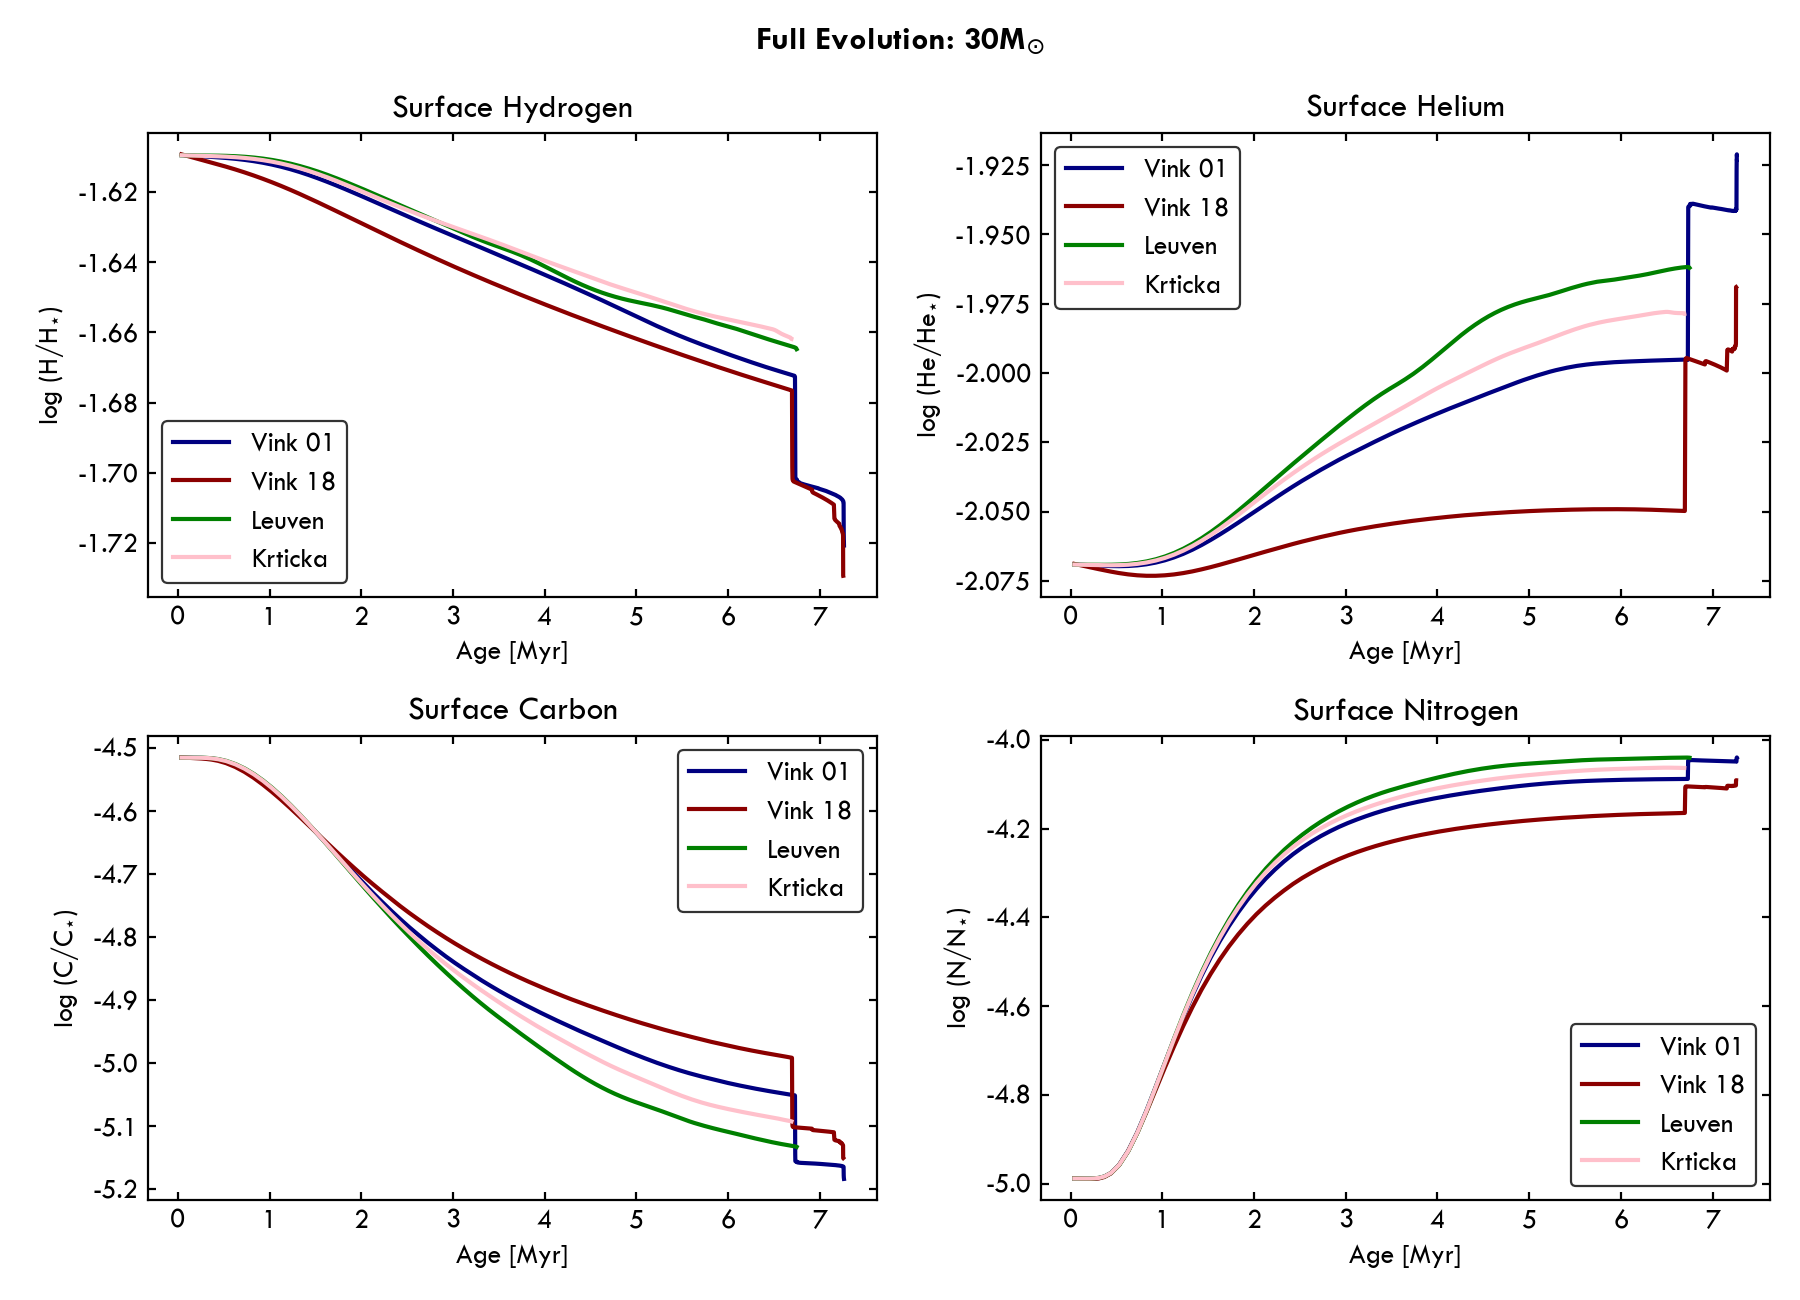 Full Evolution: 30M⊙
Surface Hydrogen
log (H/H⋆)
-1.62
-1.64
-1.66
-1.68
-1.70
-1.72
Vink 01
Vink 18
Leuven
Krticka
0 1 2 3 4 5 6 7
Age [Myr]
Surface Helium
log (He/He⋆)
-1.925
-1.950
-1.975
-2.000
-2.025
-2.050
-2.075
Vink 01
Vink 18
Leuven
Krticka
0 1 2 3 4 5 6 7
Age [Myr]
Surface Carbon
log (C/C⋆)
-4.5
-4.6
-4.7
-4.8
-4.9
-5.0
-5.1
-5.2
Vink 01
Vink 18
Leuven
Krticka
0 1 2 3 4 5 6 7
Age [Myr]
Surface Nitrogen
log (N/N⋆)
-4.0
-4.2
-4.4
-4.6
-4.8
-5.0
Vink 01
Vink 18
Leuven
Krticka
0 1 2 3 4 5 6 7
Age [Myr]